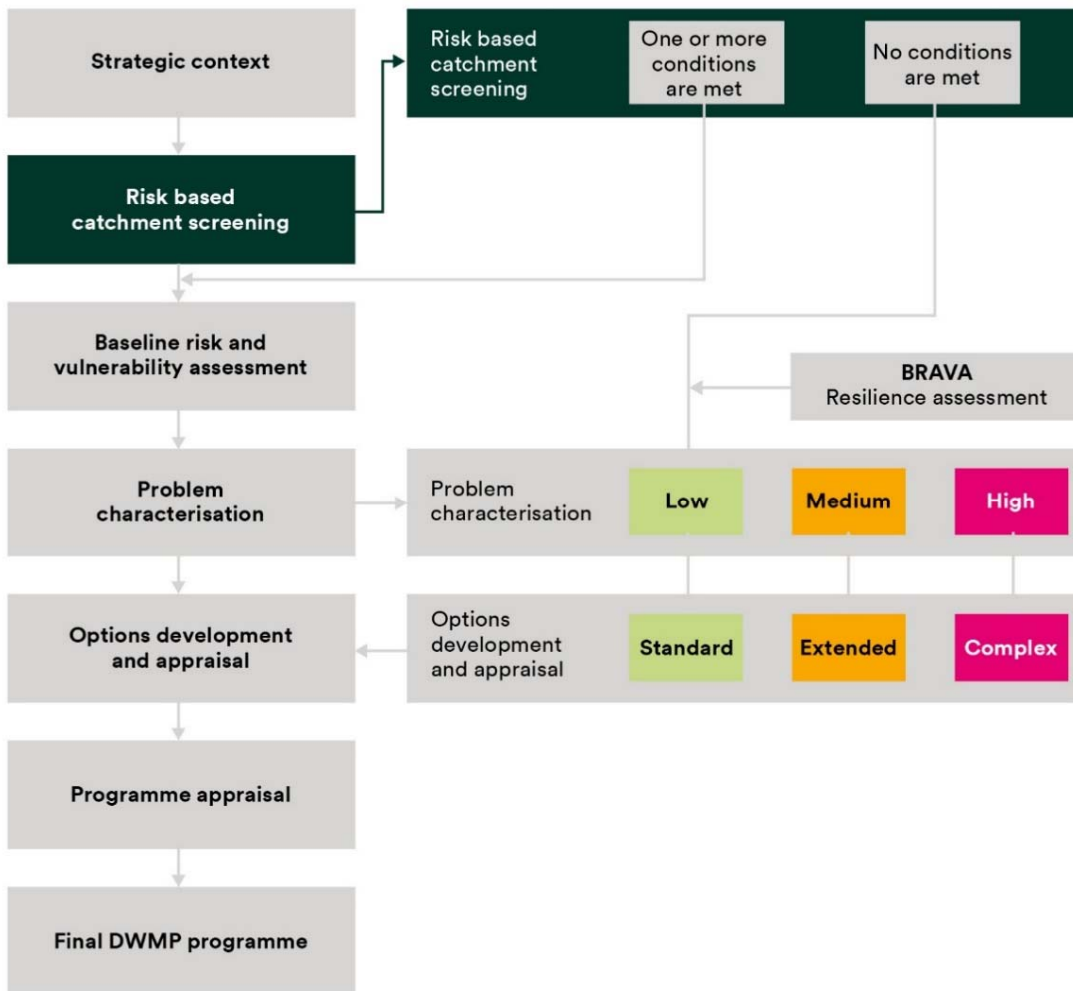 Strategic context
Risk based
catchment
screening
One or more
conditions
are met
No conditions
are met
Risk based
catchment screening
Baseline risk and
vulnerability assessment
BRAVA
Resilience assessment
Problem
characterisation
Problem
characterisation
Low
Medium
High
Options development
and appraisal
Options
development
and appraisal
Standard
Extended
Complex
Programme appraisal
Final DWMP programme